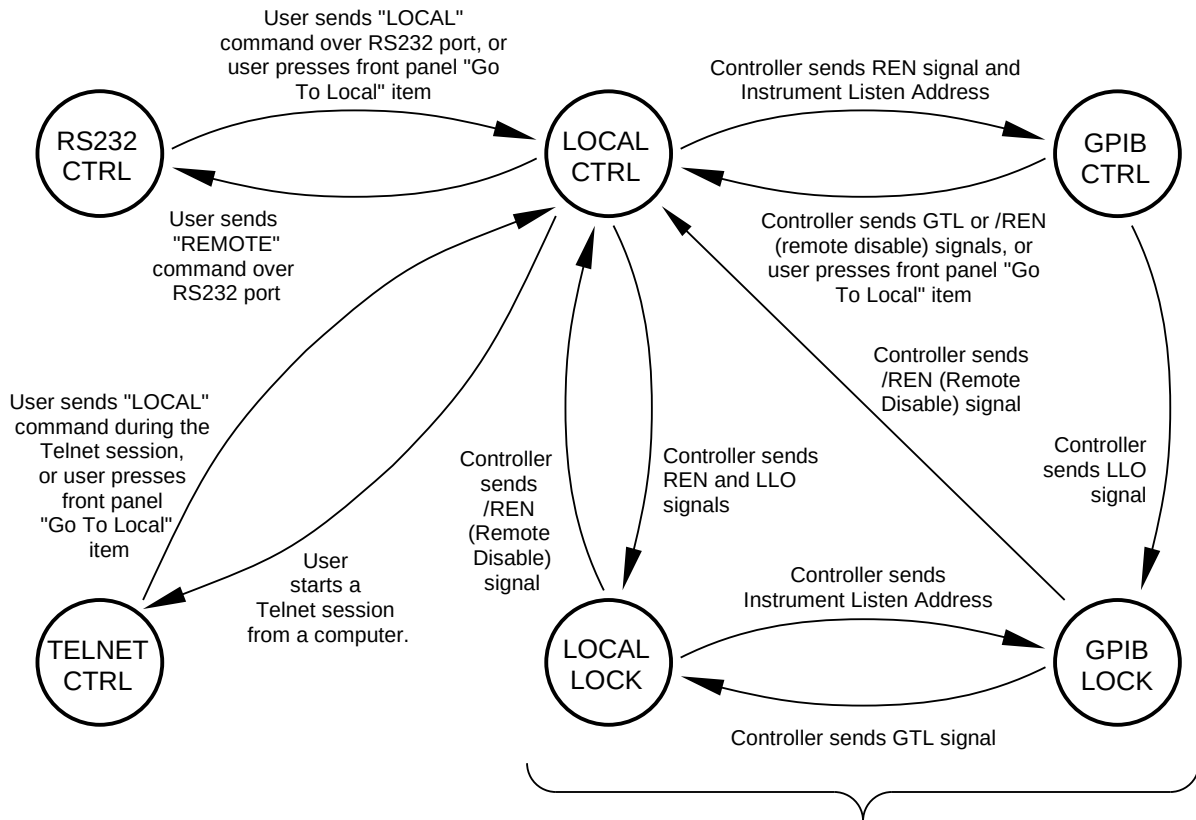 User sends "LOCAL"
command over RS232 port, or
user presses front panel "Go
To Local" item
Controller sends REN signal and
Instrument Listen Address
RS232
CTRL
LOCAL
CTRL
GPIB
CTRL
User sends
"REMOTE"
command over
RS232 port
Controller sends GTL or /REN
(remote disable) signals, or
user presses front panel "Go
To Local" item
Controller sends
/REN (Remote
Disable) signal
User sends "LOCAL"
command during the
Telnet session,
or user presses
front panel
"Go To Local"
item
Controller
sends
/REN
(Remote
Disable)
signal
Controller sends
REN and LLO
signals
Controller
sends LLO
signal
User
starts a
Telnet session
from a computer.
Controller sends
Instrument Listen Address
TELNET
CTRL
LOCAL
LOCK
GPIB
LOCK
Controller sends GTL signal